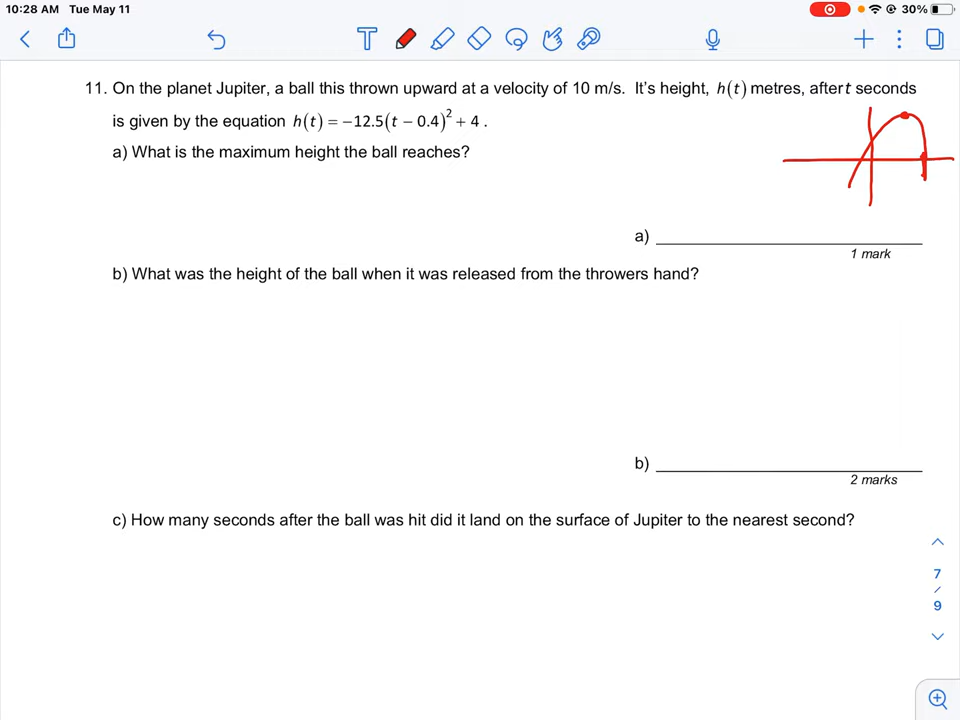 10:28 AM Tue May 11
30%
11. On the planet Jupiter, a ball this thrown upward at a velocity of 10 m/s. It's height, h(t) metres, after t seconds
is given by the equation h(t) = −12.5(t − 0.4)² + 4 .
a) What is the maximum height the ball reaches?
a) ____________________
1 mark
b) What was the height of the ball when it was released from the throwers hand?
b) ____________________
2 marks
c) How many seconds after the ball was hit did it land on the surface of Jupiter to the nearest second?
7
/
9